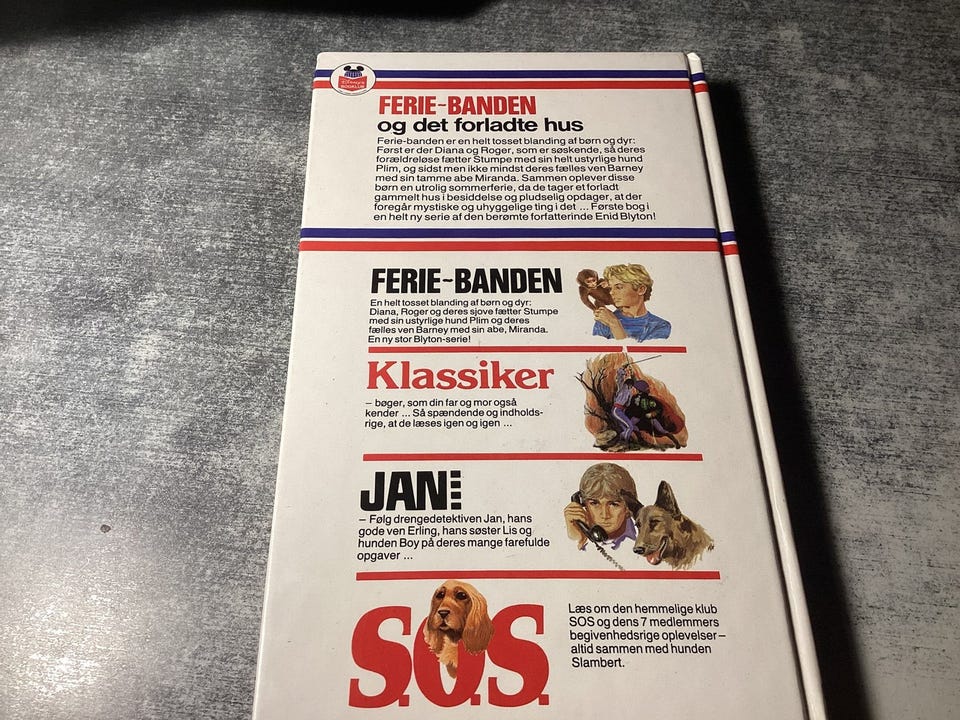 Disney's
BOGKLUB
FERIE-BANDEN
og det forladte hus
Ferie-banden er en helt tosset blanding af børn og dyr:
Først er der Diana og Roger, som er søskende, så deres
forældreløse fætter Stumpe med sin helt ustyrlige hund
Plim, og sidst men ikke mindst deres fælles ven Barney
med sin tamme abe Miranda. Sammen oplever disse
børn en utrolig sommerferie, da de tager et forladt
gammelt hus i besiddelse og pludselig opdager, at der
foregår mystiske og uhyggelige ting i det ... Første bog i
en helt ny serie af den berømte forfatterinde Enid Blyton!
FERIE-BANDEN
En helt tosset blanding af børn og dyr:
Diana, Roger og deres sjove fætter Stumpe
med sin ustyrlige hund Plim og deres
fælles ven Barney med sin abe, Miranda.
En ny stor Blyton-serie!
Klassiker
– bøger, som din far og mor også
kender ... Så spændende og indholds-
rige, at de læses igen og igen ...
JAN
– Følg drengedetektiven Jan, hans
gode ven Erling, hans søster Lis og
hunden Boy på deres mange farefulde
opgaver ...
S.O.S.
Læs om den hemmelige klub
SOS og dens 7 medlemmers
begivenhedsrige oplevelser –
altid sammen med hunden
Slambert.